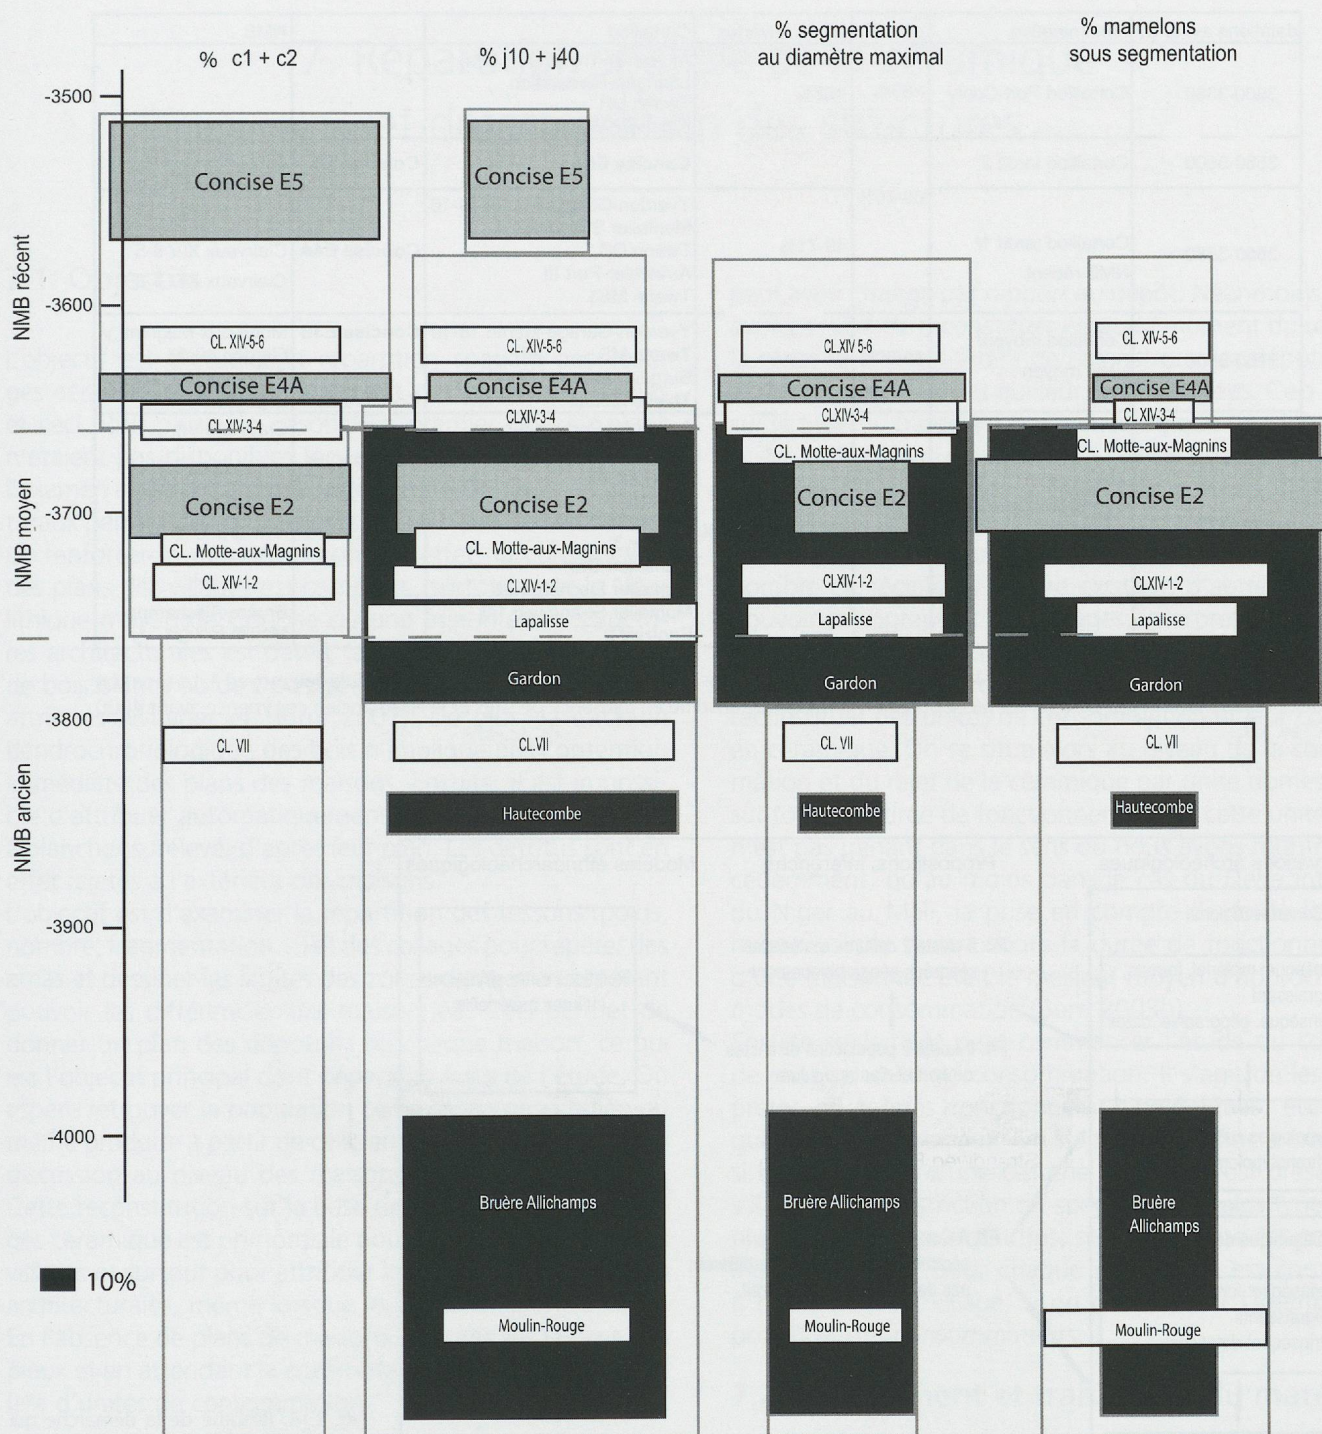 % c1 + c2
% j10 + j40
% segmentation
au diamètre maximal
% mamelons
sous segmentation
-3500
-3600
-3700
-3800
-3900
-4000
NMB récent
NMB moyen
NMB ancien
Concise E5
CL. XIV-5-6
Concise E4A
CL.XIV-3-4
Concise E2
CL. Motte-aux-Magnins
CL. XIV-1-2
CL. VII
Concise E5
CL. XIV-5-6
Concise E4A
CLXIV-3-4
Concise E2
CL. Motte-aux-Magnins
CLXIV-1-2
Lapalisse
Gardon
CL.VII
Hautecombe
Bruère Allichamps
Moulin-Rouge
CL.XIV 5-6
Concise E4A
CLXIV-3-4
CL. Motte-aux-Magnins
Concise E2
CLXIV-1-2
Lapalisse
Gardon
CL. VII
Hautecombe
Bruère Allichamps
Moulin-Rouge
CL. XIV-5-6
Concise E4A
CL XIV-3-4
CL. Motte-aux-Magnins
Concise E2
CLXIV-1-2
Lapalisse
Gardon
CL. VII
Hautecombe
Bruère
Allichamps
Moulin-Rouge
10%